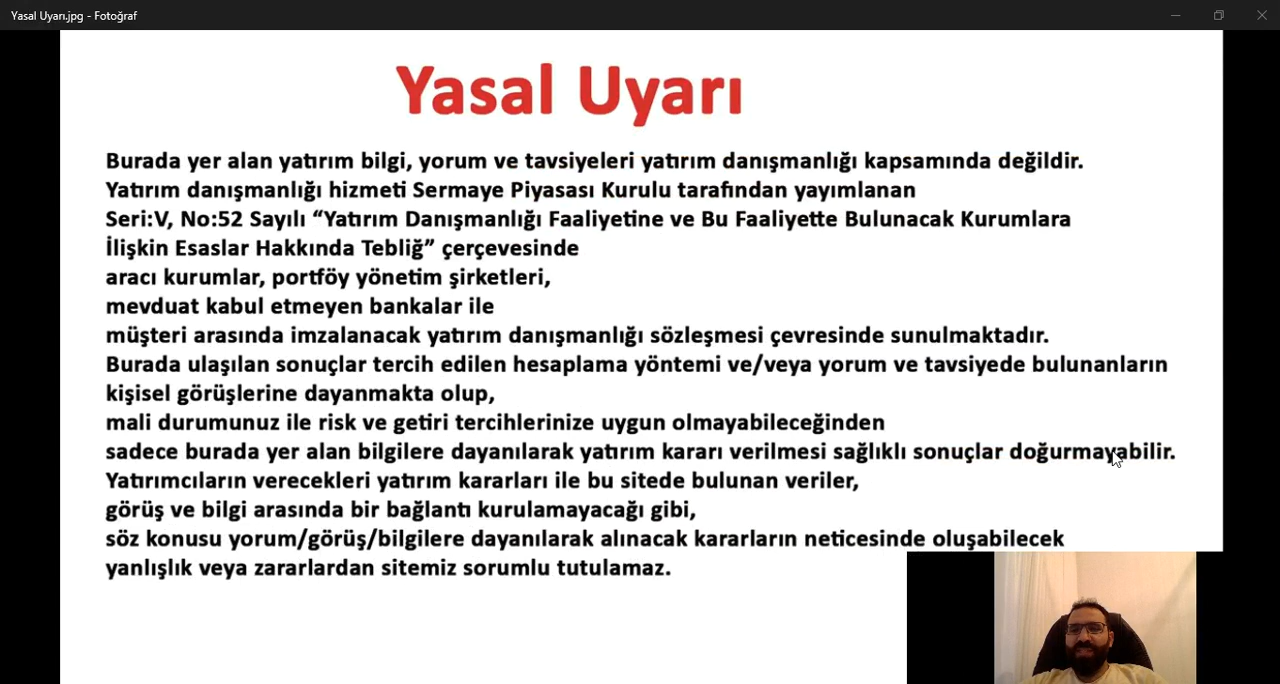 Yasal Uyarı.jpg - Fotoğraf
Yasal Uyarı
Burada yer alan yatırım bilgi, yorum ve tavsiyeleri yatırım danışmanlığı kapsamında değildir.
Yatırım danışmanlığı hizmeti Sermaye Piyasası Kurulu tarafından yayımlanan
Seri:V, No:52 Sayılı “Yatırım Danışmanlığı Faaliyetine ve Bu Faaliyette Bulunacak Kurumlara
İlişkin Esaslar Hakkında Tebliğ” çerçevesinde
aracı kurumlar, portföy yönetim şirketleri,
mevduat kabul etmeyen bankalar ile
müşteri arasında imzalanacak yatırım danışmanlığı sözleşmesi çevresinde sunulmaktadır.
Burada ulaşılan sonuçlar tercih edilen hesaplama yöntemi ve/veya yorum ve tavsiyede bulunanların
kişisel görüşlerine dayanmakta olup,
mali durumunuz ile risk ve getiri tercihlerinize uygun olmayabileceğinden
sadece burada yer alan bilgilere dayanılarak yatırım kararı verilmesi sağlıklı sonuçlar doğurmayabilir.
Yatırımcıların verecekleri yatırım kararları ile bu sitede bulunan veriler,
görüş ve bilgi arasında bir bağlantı kurulamayacağı gibi,
söz konusu yorum/görüş/bilgilere dayanılarak alınacak kararların neticesinde oluşabilecek
yanlışlık veya zararlardan sitemiz sorumlu tutulamaz.